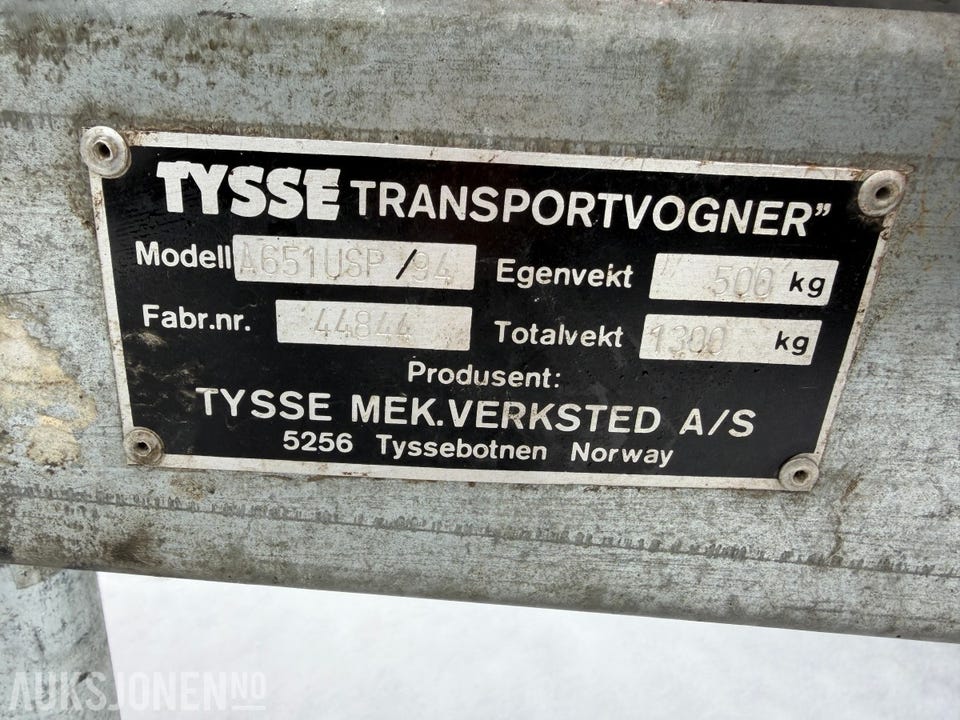 TYSSE TRANSPORTVOGNER"
Modell A651USP/94 Egenvekt 500 kg
Fabr.nr. 44844 Totalvekt 1300 kg
Produsent:
TYSSE MEK.VERKSTED A/S
5256 Tyssebotnen Norway
AUKSJONEN.NO